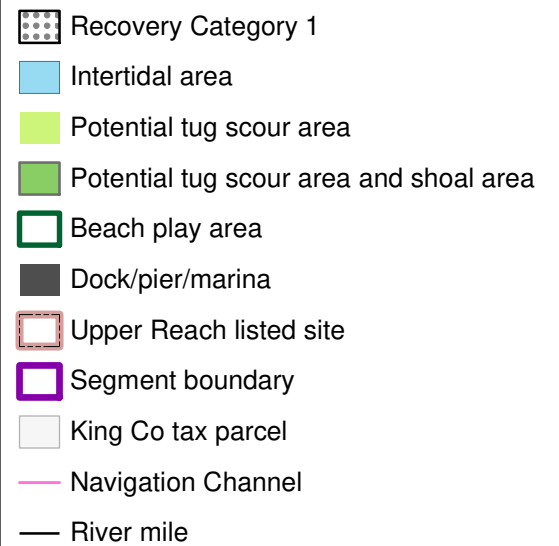 Recovery Category 1
Intertidal area
Potential tug scour area
Potential tug scour area and shoal area
Beach play area
Dock/pier/marina
Upper Reach listed site
Segment boundary
King Co tax parcel
Navigation Channel
River mile